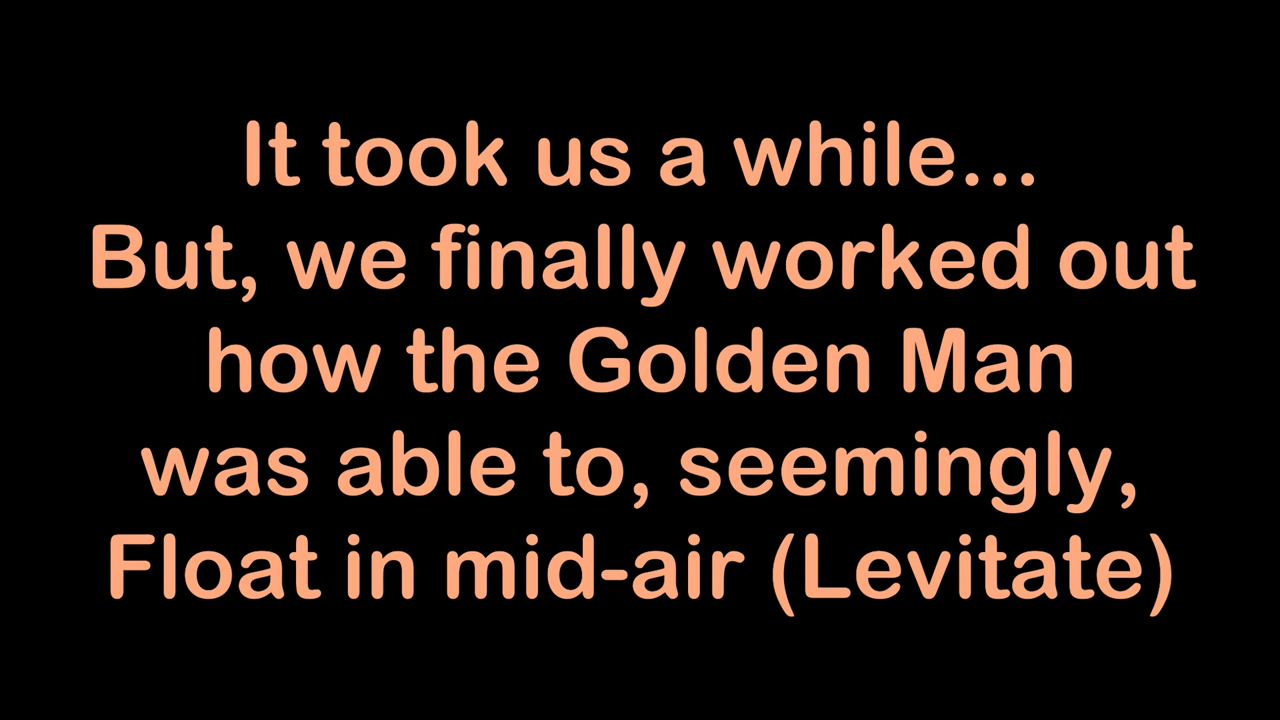 It took us a while...
But, we finally worked out
how the Golden Man
was able to, seemingly,
Float in mid-air (Levitate)